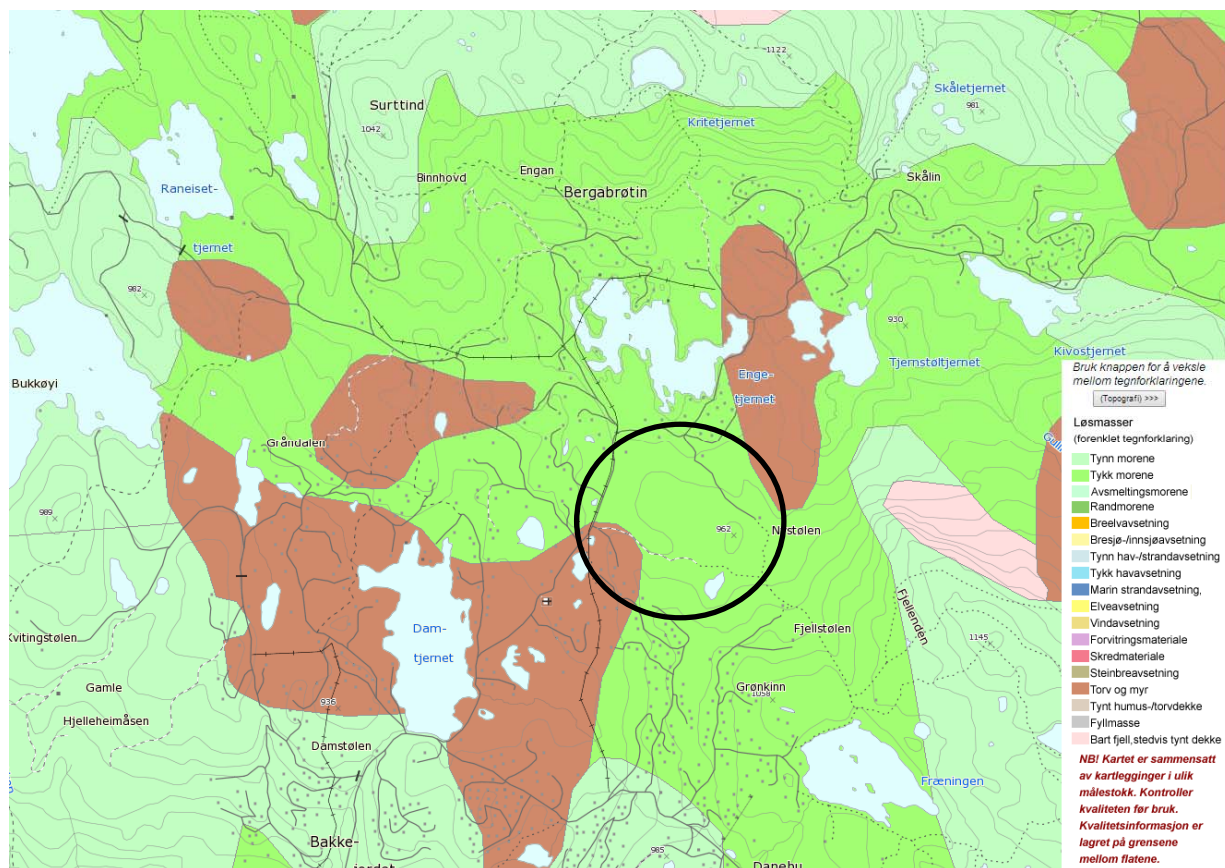 1122
Skåletjernet
981
Surttind
1042
Kritetjernet
Binnhovd
Engan
Bergabrøtin
Skålin
Raneiset-
tjernet
982
930
Tjernstøltjernet
Kivostjernet
Bukkøyi
Enge-
tjernet
Gråndalen
989
962
Nystølen
Fjellenden
Dam-
tjernet
Fjellstølen
1145
Kvitingstølen
Gamle
Hjelleheimåsen
936
Grønkinn
1058
Damstølen
Fræningen
Bakke-
985
Bruk knappen for å veksle
mellom tegnforklaringene.
(Topografi) >>>
Løsmasser
(forenklet tegnforklaring)
Tynn morene
Tykk morene
Avsmeltingsmorene
Randmorene
Breelvavsetning
Bresjø-/innsjøavsetning
Tynn hav-/strandavsetning
Tykk havavsetning
Marin strandavsetning,
Elveavsetning
Vindavsetning
Forvitringsmateriale
Skredmateriale
Steinbreavsetning
Torv og myr
Tynt humus-/torvdekke
Fyllmasse
Bart fjell,stedvis tynt dekke
NB! Kartet er sammensatt
av kartlegginger i ulik
målestokk. Kontroller
kvaliteten før bruk.
Kvalitetsinformasjon er
lagret på grensene
mellom flatene.